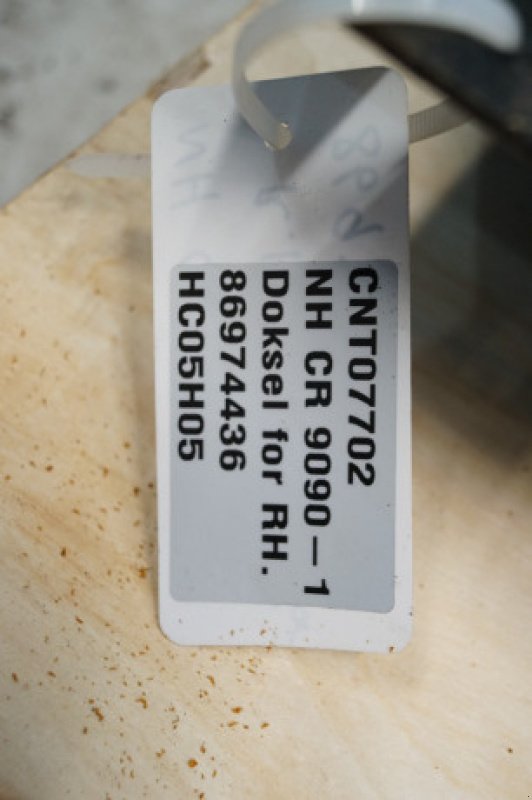 CNT07702
NH CR 9090-1
Doksel for RH.
86974436
HC05H05